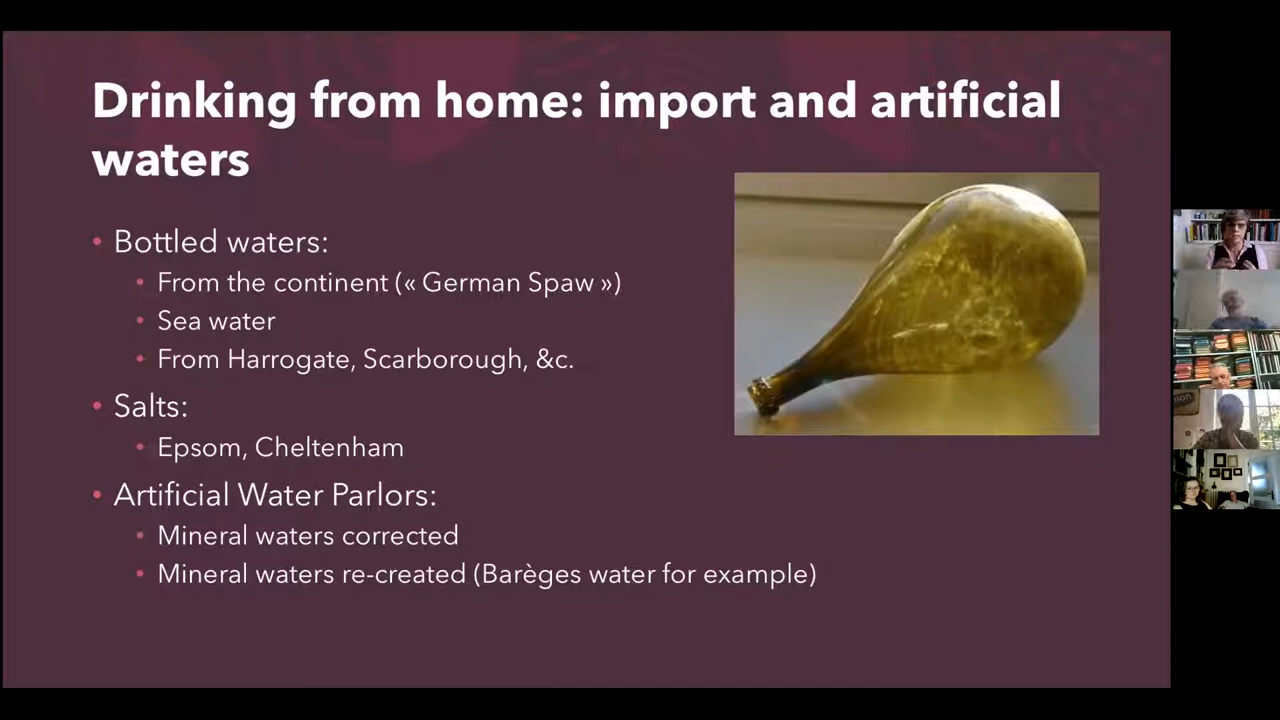 Drinking from home: import and artificial
waters
• Bottled waters:
• From the continent (« German Spaw »)
• Sea water
• From Harrogate, Scarborough, &c.
• Salts:
• Epsom, Cheltenham
• Artificial Water Parlors:
• Mineral waters corrected
• Mineral waters re-created (Barèges water for example)